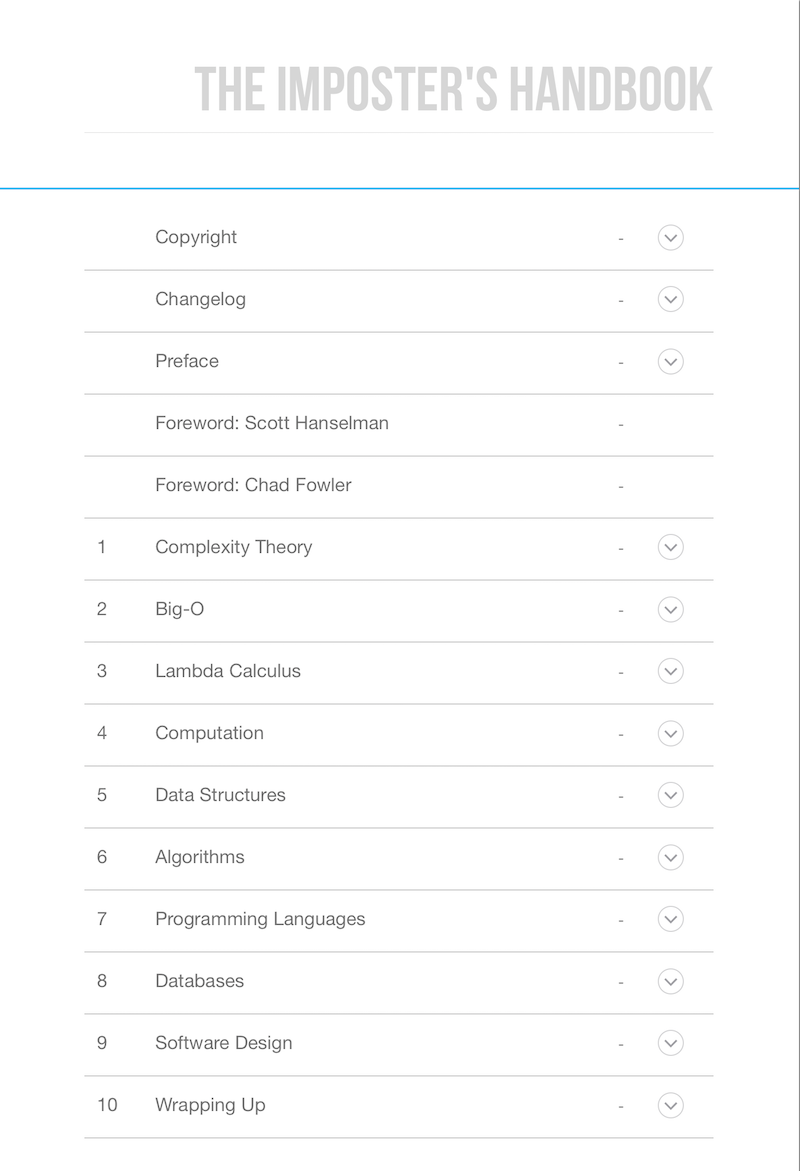 THE IMPOSTER'S HANDBOOK
Copyright -
Changelog -
Preface -
Foreword: Scott Hanselman -
Foreword: Chad Fowler -
1 Complexity Theory -
2 Big-O -
3 Lambda Calculus -
4 Computation -
5 Data Structures -
6 Algorithms -
7 Programming Languages -
8 Databases -
9 Software Design -
10 Wrapping Up -